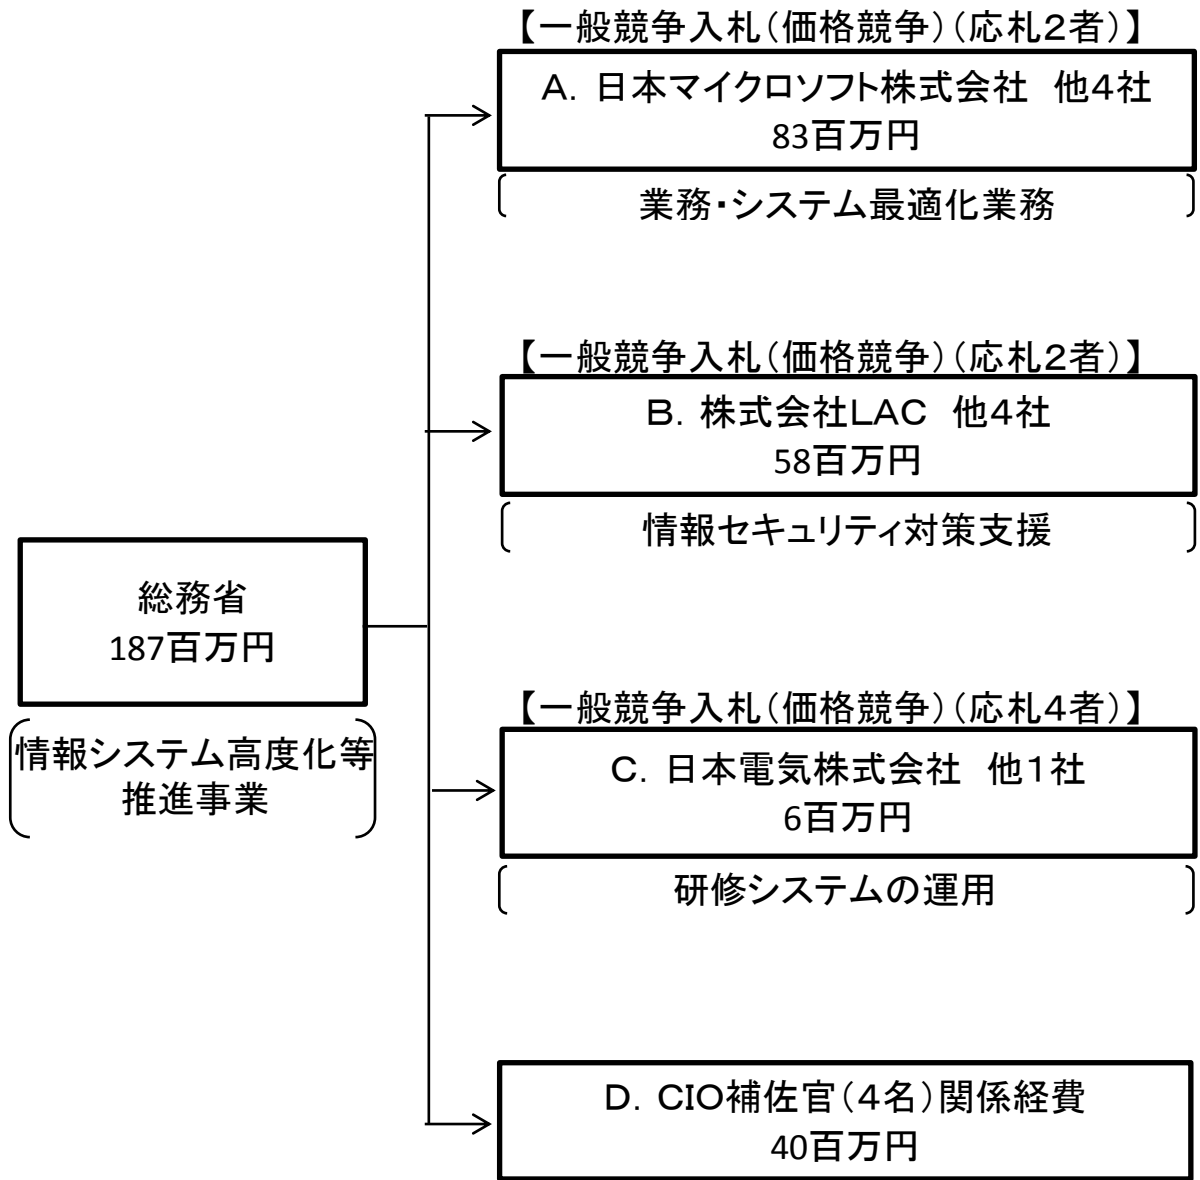 【一般競争入札（価格競争）（応札２者）】
Ａ．日本マイクロソフト株式会社　他４社
83百万円
業務・システム最適化業務
【一般競争入札（価格競争）（応札２者）】
Ｂ．株式会社ＬＡＣ　他４社
58百万円
情報セキュリティ対策支援
総務省
187百万円
情報システム高度化等
推進事業
【一般競争入札（価格競争）（応札４者）】
Ｃ．日本電気株式会社　他１社
6百万円
研修システムの運用
Ｄ．ＣＩＯ補佐官（４名）関係経費
40百万円